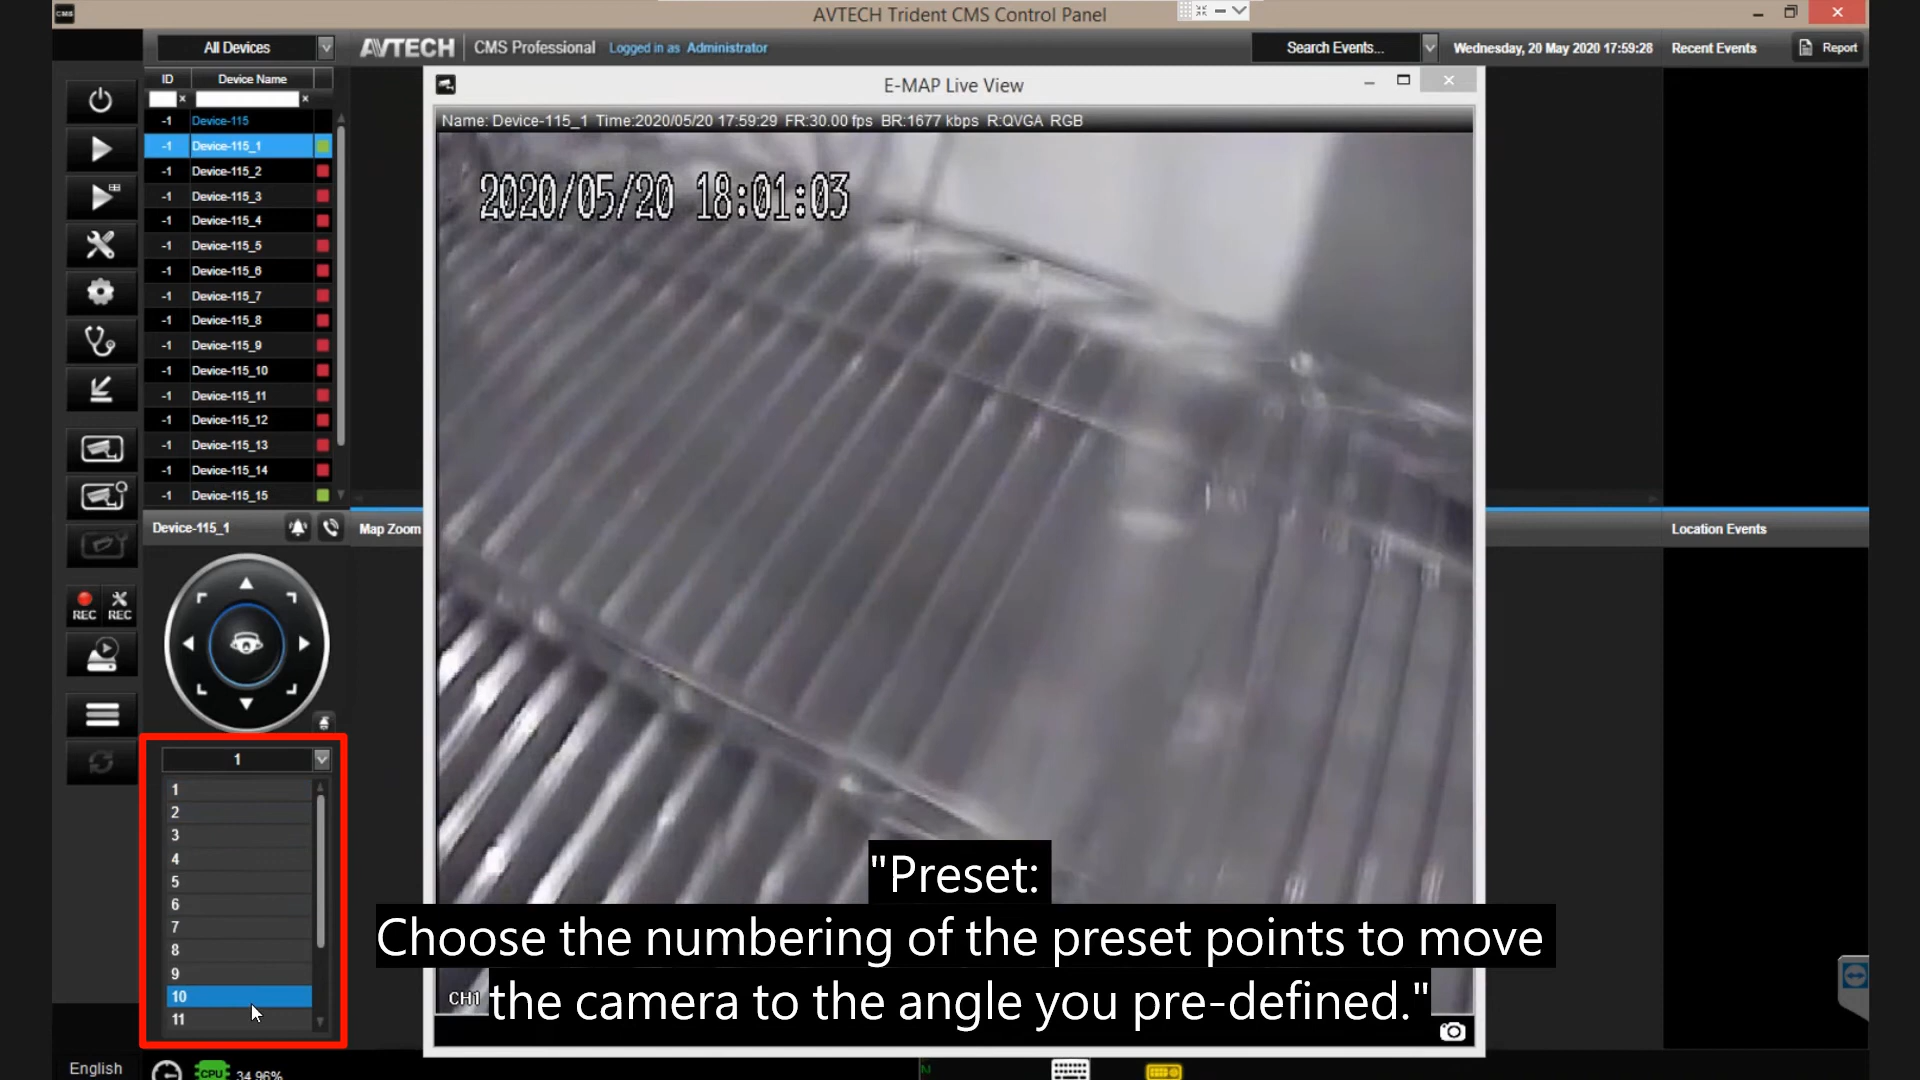 CMS
AVTECH Trident CMS Control Panel
All Devices
AVTECH
CMS Professional
Logged in as Administrator
Search Events...
Wednesday, 20 May 2020 17:59:28
Recent Events
Report
ID
Device Name
x
x
-1 Device-115
-1 Device-115_1
-1 Device-115_2
-1 Device-115_3
-1 Device-115_4
-1 Device-115_5
-1 Device-115_6
-1 Device-115_7
-1 Device-115_8
-1 Device-115_9
-1 Device-115_10
-1 Device-115_11
-1 Device-115_12
-1 Device-115_13
-1 Device-115_14
-1 Device-115_15
E-MAP Live View
Name: Device-115_1 Time:2020/05/20 17:59:29 FR:30.00 fps BR:1677 kbps R:QVGA RGB
2020/05/20 18:01:03
Device-115_1
Map Zoom
Location Events
REC REC
1
1
2
3
4
5
6
7
8
9
10
11
"Preset:
Choose the numbering of the preset points to move
the camera to the angle you pre-defined."
CH1
English
CPU
34.96%
N